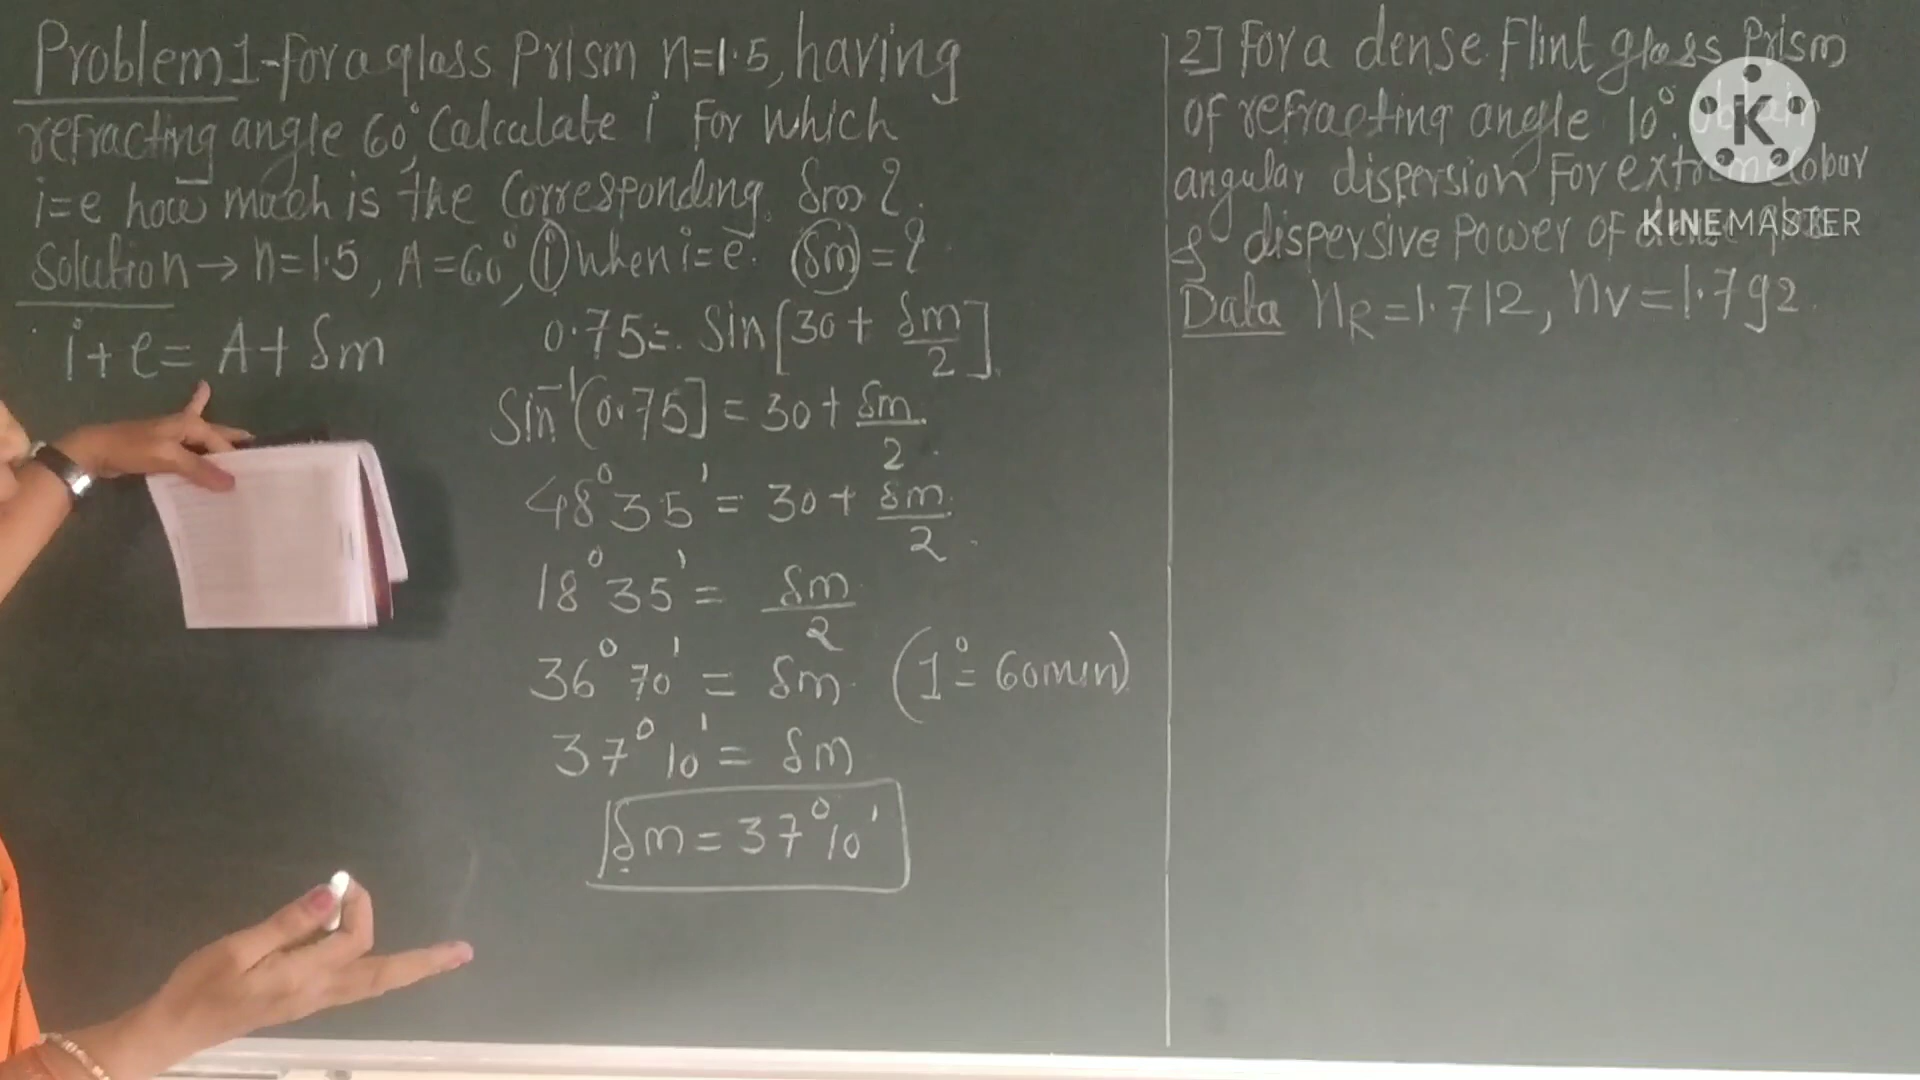 Problem 1 - for a glass Prism n=1.5, having
refracting angle 60°, Calculate i for which
i=e how much is the Corresponding. δm ?
Solution → n=1.5, A=60°, i when i=e. δm = ?
i+e= A+δm
0.75 = sin[30 + δm/2]
Sin⁻¹(0.75] = 30 + δm/2
48°35' = 30 + δm/2
18°35' = δm/2
36°70' = δm (1°= 60min)
37°10' = δm
δm = 37°10'
2] For a dense Flint glass Prism
of refracting angle 10°.
angular dispersion For
& dispersive Power of
Data nR = 1.712, nv = 1.792
K
KINEMASTER